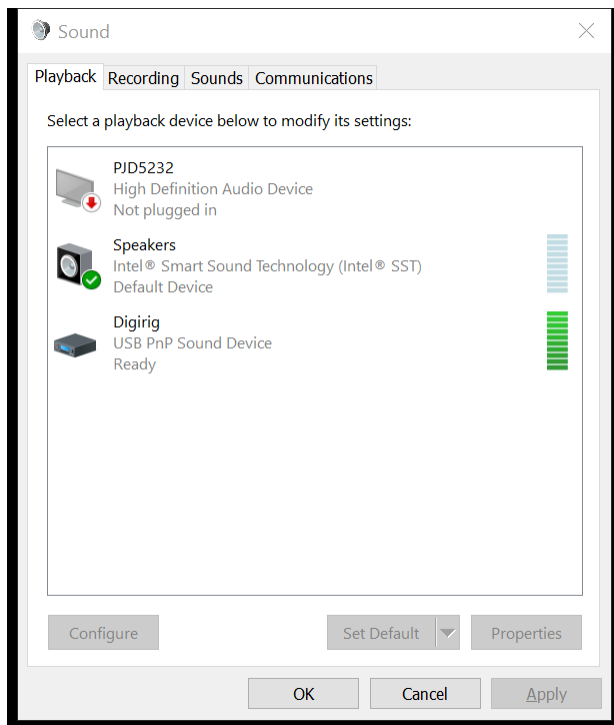 Sound
Playback Recording Sounds Communications
Select a playback device below to modify its settings:
PJD5232
High Definition Audio Device
Not plugged in
Speakers
Intel® Smart Sound Technology (Intel® SST)
Default Device
Digirig
USB PnP Sound Device
Ready
Configure Set Default Properties
OK Cancel Apply